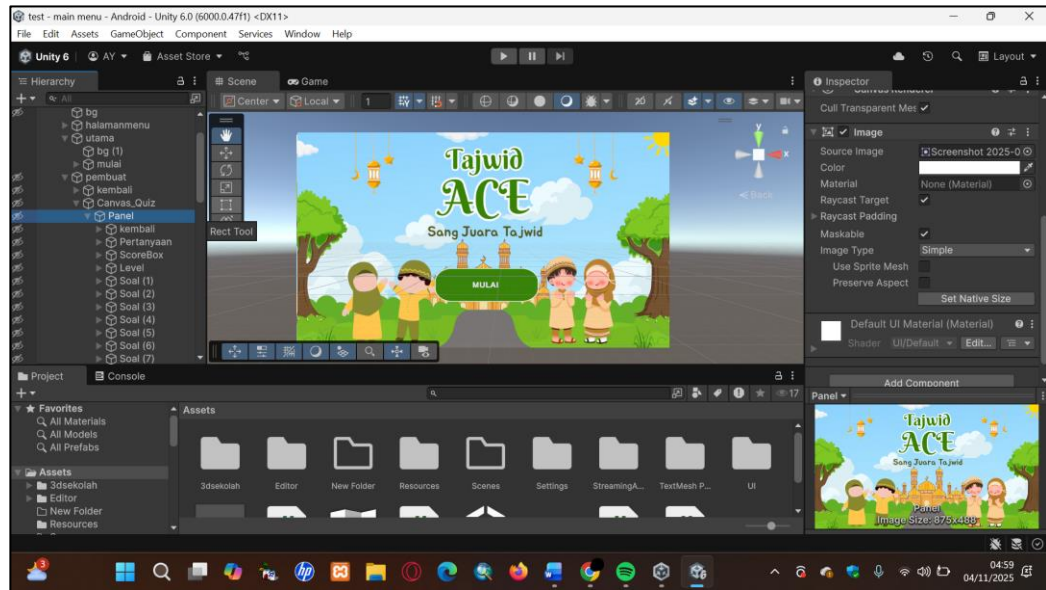 test - main menu - Android - Unity 6.0 (6000.0.47f1) <DX11>
File Edit Assets GameObject Component Services Window Help
Unity 6 AY Asset Store Layout
Hierarchy
All
bg
halamanmenu
utama
bg (1)
mulai
pembuat
kembali
Canvas_Quiz
Panel
kembali
Pertanyaan
ScoreBox
Level
Soal (1)
Soal (2)
Soal (3)
Soal (4)
Soal (5)
Soal (6)
Soal (7)
Scene Game
Center Local 1 2D
Rect Tool
y
x
< Back
Tajwid
ACE
Sang Juara Tajwid
MULAI
Inspector
Cull Transparent Mes
Image
Source Image Screenshot 2025-0
Color
Material None (Material)
Raycast Target
Raycast Padding
Maskable
Image Type Simple
Use Sprite Mesh
Preserve Aspect
Set Native Size
Default UI Material (Material)
Shader UI/Default Edit...
Add Component
Panel
Tajwid
ACE
Sang Juara Tajwid
Panel
Image Size: 875x488
Project Console
17
Favorites
All Materials
All Models
All Prefabs
Assets
3dsekolah
Editor
New Folder
Resources
Assets
3dsekolah Editor New Folder Resources Scenes Settings StreamingA... TextMesh P... UI
3
04:59
04/11/2025